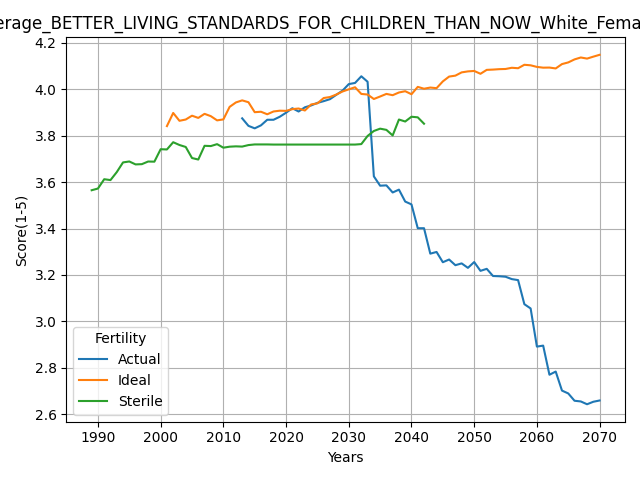 erage_BETTER_LIVING_STANDARDS_FOR_CHILDREN_THAN_NOW_White_Fema
4.2
4.0
3.8
3.6
3.4
3.2
3.0
2.8
2.6
Score(1-5)
Fertility
Actual
Ideal
Sterile
1990 2000 2010 2020 2030 2040 2050 2060 2070
Years